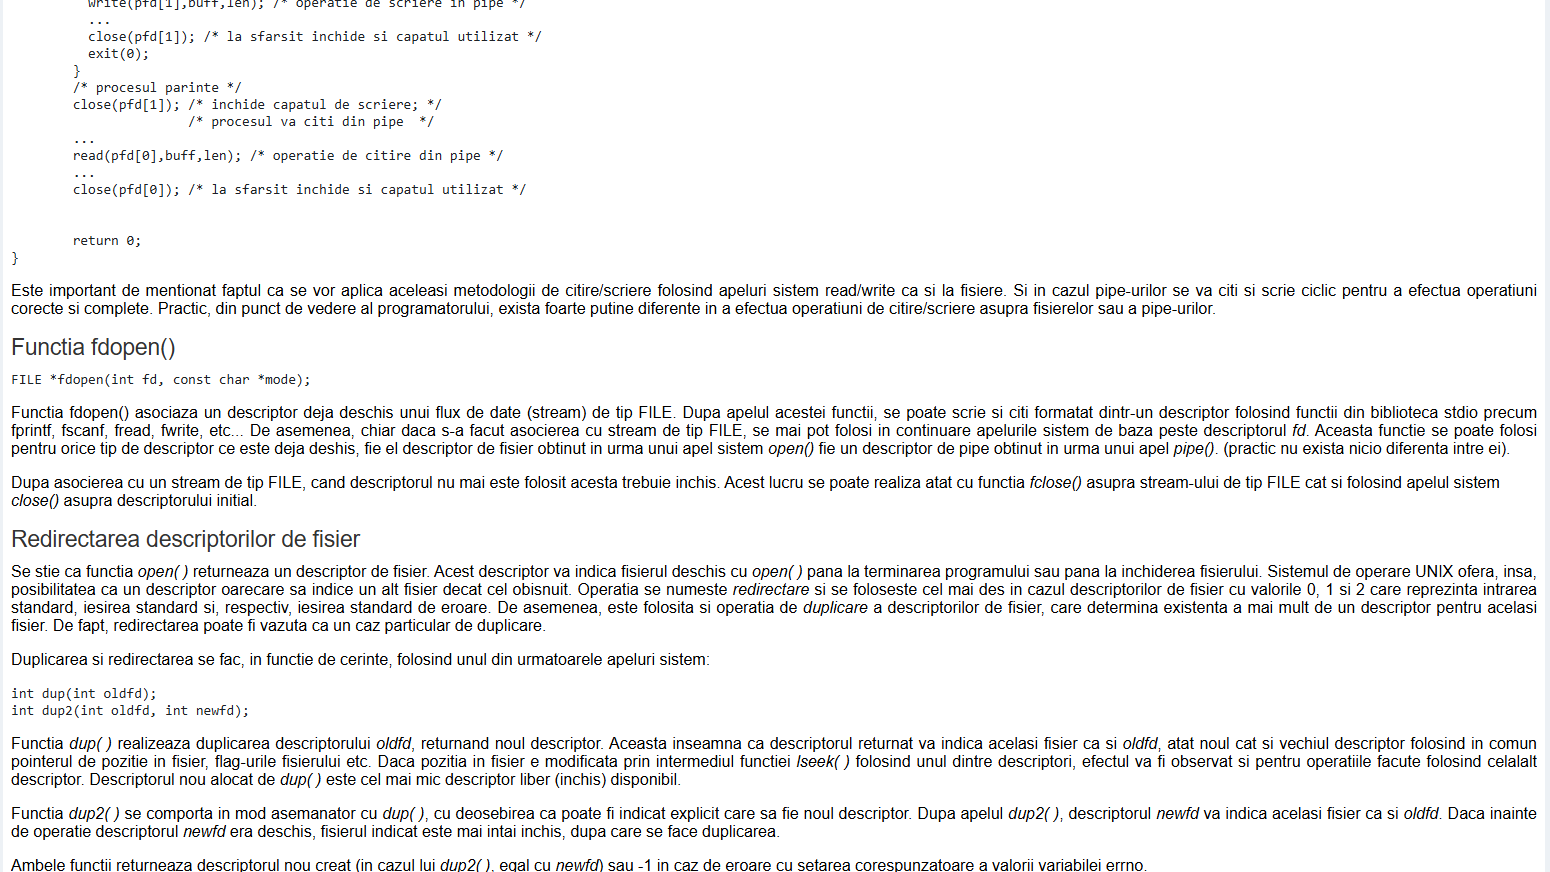 write(pfd[1],buff,len); /* operatie de scriere in pipe */
...
close(pfd[1]); /* la sfarsit inchide si capatul utilizat */
exit(0);
}
/* procesul parinte */
close(pfd[1]); /* inchide capatul de scriere; */
/* procesul va citi din pipe  */
...
read(pfd[0],buff,len); /* operatie de citire din pipe */
...
close(pfd[0]); /* la sfarsit inchide si capatul utilizat */
return 0;
}
Este important de mentionat faptul ca se vor aplica aceleasi metodologii de citire/scriere folosind apeluri sistem read/write ca si la fisiere. Si in cazul pipe-urilor se va citi si scrie ciclic pentru a efectua operatiuni
corecte si complete. Practic, din punct de vedere al programatorului, exista foarte putine diferente in a efectua operatiuni de citire/scriere asupra fisierelor sau a pipe-urilor.
Functia fdopen()
FILE *fdopen(int fd, const char *mode);
Functia fdopen() asociaza un descriptor deja deschis unui flux de date (stream) de tip FILE. Dupa apelul acestei functii, se poate scrie si citi formatat dintr-un descriptor folosind functii din biblioteca stdio precum
fprintf, fscanf, fread, fwrite, etc... De asemenea, chiar daca s-a facut asocierea cu stream de tip FILE, se mai pot folosi in continuare apelurile sistem de baza peste descriptorul fd. Aceasta functie se poate folosi
pentru orice tip de descriptor ce este deja deshis, fie el descriptor de fisier obtinut in urma unui apel sistem open() fie un descriptor de pipe obtinut in urma unui apel pipe(). (practic nu exista nicio diferenta intre ei).
Dupa asocierea cu un stream de tip FILE, cand descriptorul nu mai este folosit acesta trebuie inchis. Acest lucru se poate realiza atat cu functia fclose() asupra stream-ului de tip FILE cat si folosind apelul sistem
close() asupra descriptorului initial.
Redirectarea descriptorilor de fisier
Se stie ca functia open( ) returneaza un descriptor de fisier. Acest descriptor va indica fisierul deschis cu open( ) pana la terminarea programului sau pana la inchiderea fisierului. Sistemul de operare UNIX ofera, insa,
posibilitatea ca un descriptor oarecare sa indice un alt fisier decat cel obisnuit. Operatia se numeste redirectare si se foloseste cel mai des in cazul descriptorilor de fisier cu valorile 0, 1 si 2 care reprezinta intrarea
standard, iesirea standard si, respectiv, iesirea standard de eroare. De asemenea, este folosita si operatia de duplicare a descriptorilor de fisier, care determina existenta a mai mult de un descriptor pentru acelasi
fisier. De fapt, redirectarea poate fi vazuta ca un caz particular de duplicare.
Duplicarea si redirectarea se fac, in functie de cerinte, folosind unul din urmatoarele apeluri sistem:
int dup(int oldfd);
int dup2(int oldfd, int newfd);
Functia dup( ) realizeaza duplicarea descriptorului oldfd, returnand noul descriptor. Aceasta inseamna ca descriptorul returnat va indica acelasi fisier ca si oldfd, atat noul cat si vechiul descriptor folosind in comun
pointerul de pozitie in fisier, flag-urile fisierului etc. Daca pozitia in fisier e modificata prin intermediul functiei lseek( ) folosind unul dintre descriptori, efectul va fi observat si pentru operatiile facute folosind celalalt
descriptor. Descriptorul nou alocat de dup( ) este cel mai mic descriptor liber (inchis) disponibil.
Functia dup2( ) se comporta in mod asemanator cu dup( ), cu deosebirea ca poate fi indicat explicit care sa fie noul descriptor. Dupa apelul dup2( ), descriptorul newfd va indica acelasi fisier ca si oldfd. Daca inainte
de operatie descriptorul newfd era deschis, fisierul indicat este mai intai inchis, dupa care se face duplicarea.
Ambele functii returneaza descriptorul nou creat (in cazul lui dup2( ), egal cu newfd) sau -1 in caz de eroare cu setarea corespunzatoare a valorii variabilei errno.